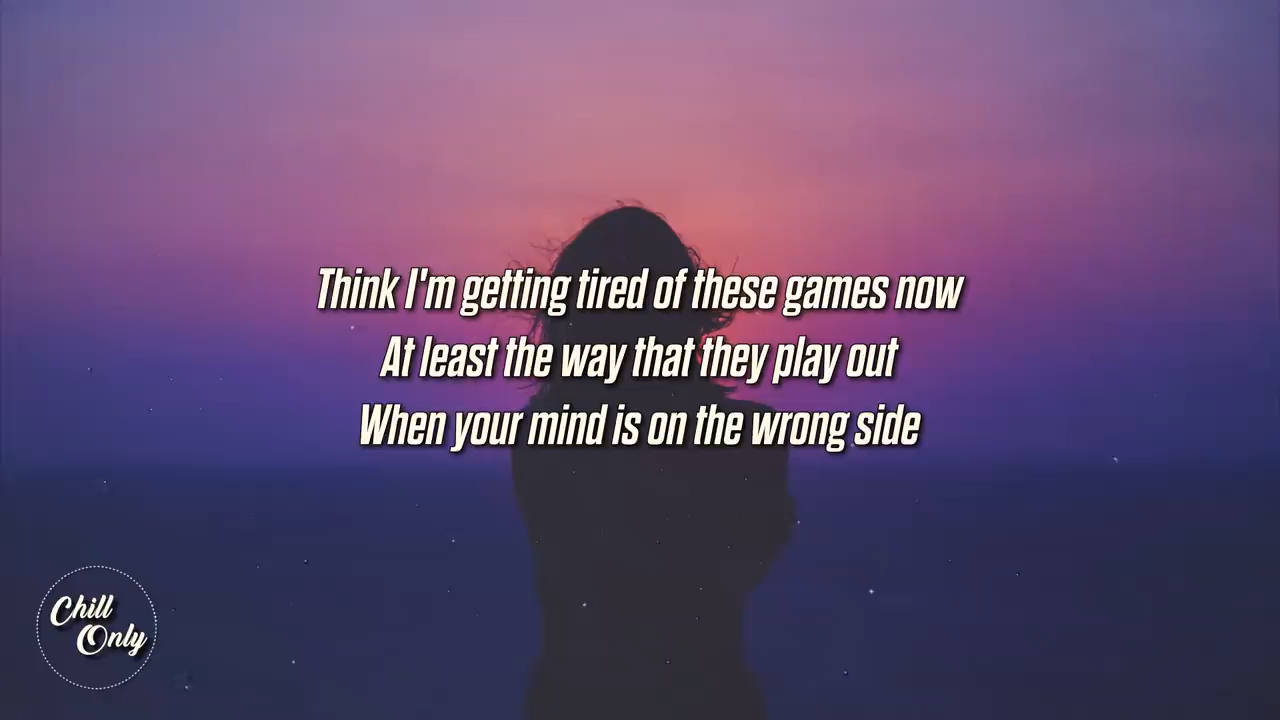 Think I'm getting tired of these games now
At least the way that they play out
When your mind is on the wrong side
Chill
Only